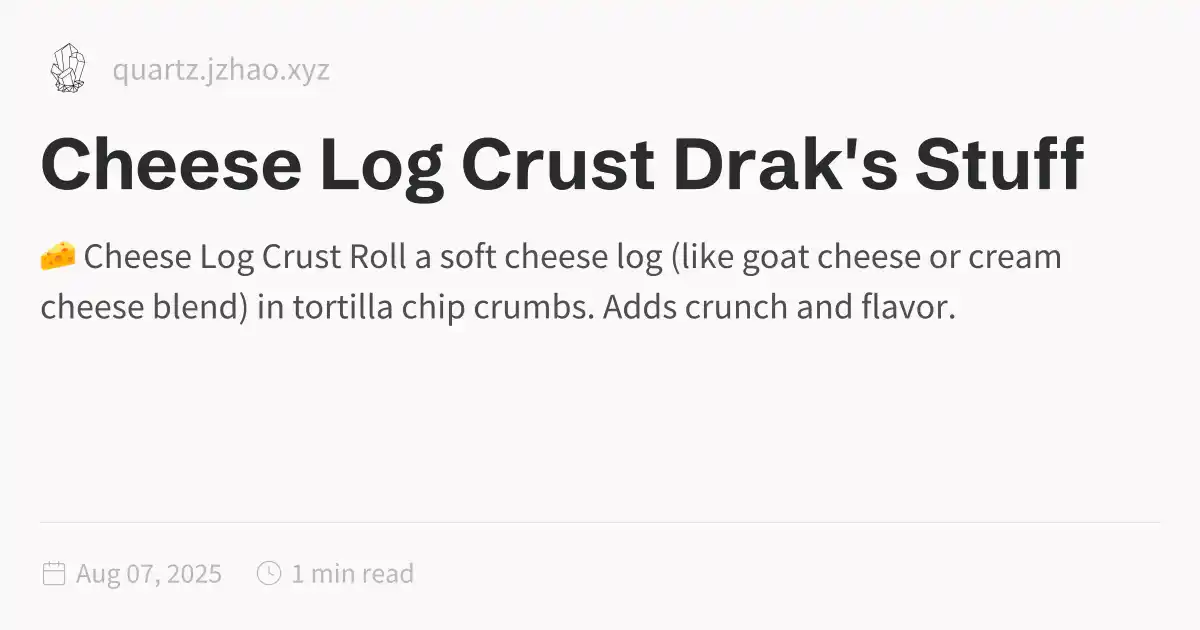 quartz.jzhao.xyz
Cheese Log Crust Drak's Stuff
🧀 Cheese Log Crust Roll a soft cheese log (like goat cheese or cream
cheese blend) in tortilla chip crumbs. Adds crunch and flavor.
Aug 07, 2025 1 min read